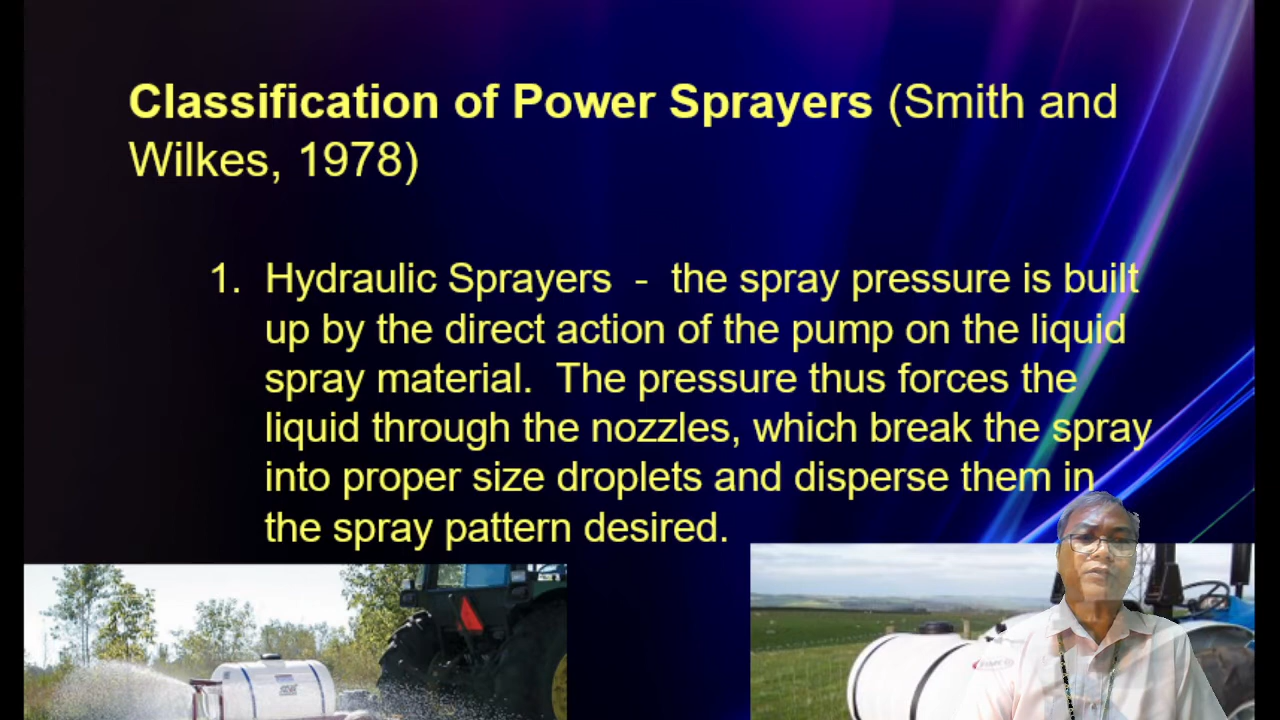 Classification of Power Sprayers (Smith and
Wilkes, 1978)
1. Hydraulic Sprayers - the spray pressure is built
up by the direct action of the pump on the liquid
spray material. The pressure thus forces the
liquid through the nozzles, which break the spray
into proper size droplets and disperse them in
the spray pattern desired.